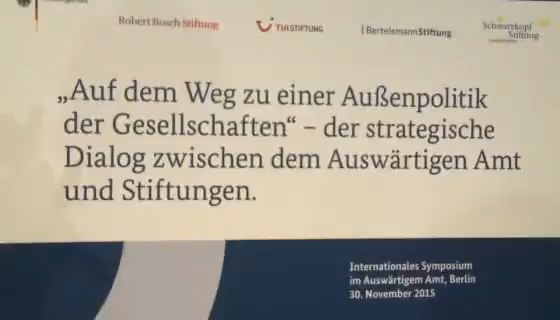 Robert Bosch Stiftung
TUI STIFTUNG
BertelsmannStiftung
Schwarzkopf
Stiftung
„Auf dem Weg zu einer Außenpolitik
der Gesellschaften“ – der strategische
Dialog zwischen dem Auswärtigen Amt
und Stiftungen.
Internationales Symposium
im Auswärtigem Amt, Berlin
30. November 2015